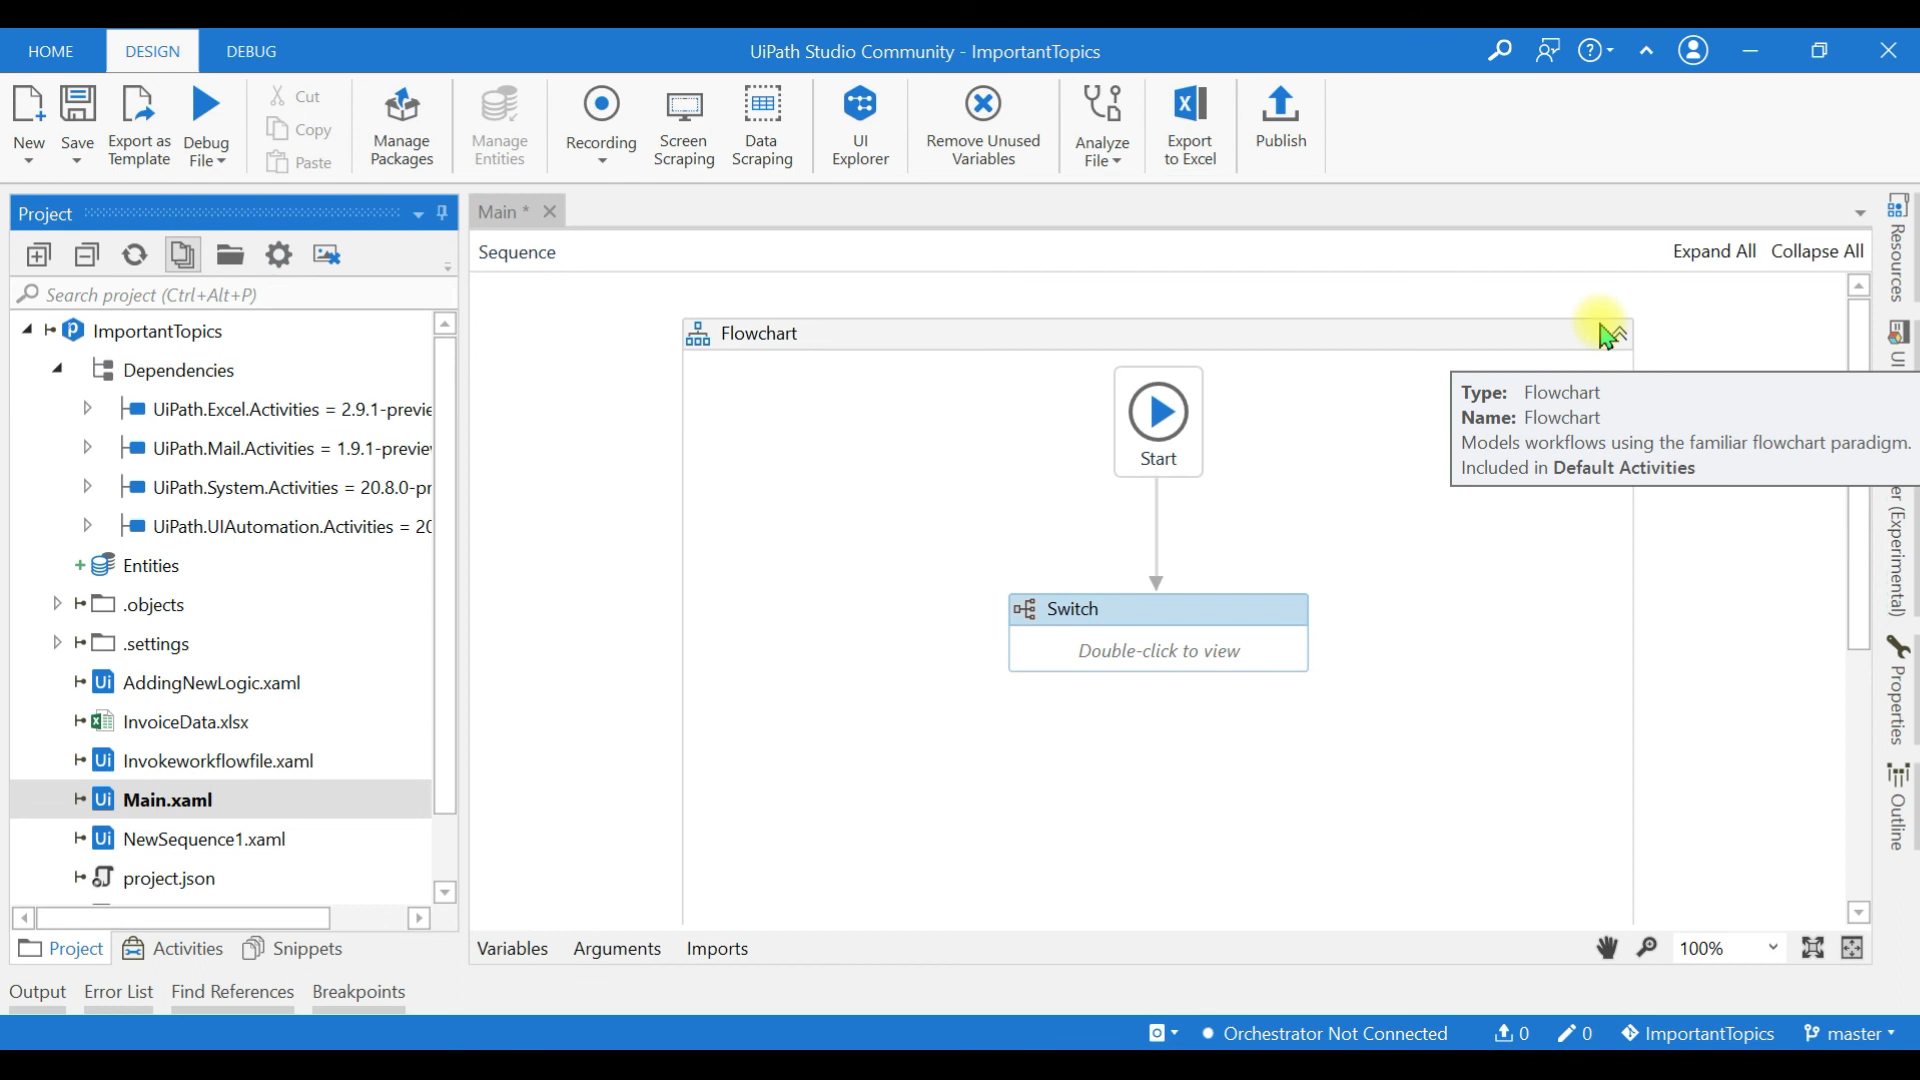 HOME DESIGN DEBUG UiPath Studio Community - ImportantTopics
New Save Export as Template Debug File Cut Copy Paste Manage Packages Manage Entities Recording Screen Scraping Data Scraping UI Explorer Remove Unused Variables Analyze File Export to Excel Publish
Project
Main *
Sequence
Expand All Collapse All
Search project (Ctrl+Alt+P)
ImportantTopics
Dependencies
UiPath.Excel.Activities = 2.9.1-previe
UiPath.Mail.Activities = 1.9.1-previe
UiPath.System.Activities = 20.8.0-pr
UiPath.UIAutomation.Activities = 20
Entities
.objects
.settings
AddingNewLogic.xaml
InvoiceData.xlsx
Invokeworkflowfile.xaml
Main.xaml
NewSequence1.xaml
project.json
Project Activities Snippets
Flowchart
Start
Switch
Double-click to view
Type: Flowchart
Name: Flowchart
Models workflows using the familiar flowchart paradigm.
Included in Default Activities
Resources
UI
er (Experimental)
Properties
Outline
Variables Arguments Imports
100%
Output Error List Find References Breakpoints
Orchestrator Not Connected 0 0 ImportantTopics master